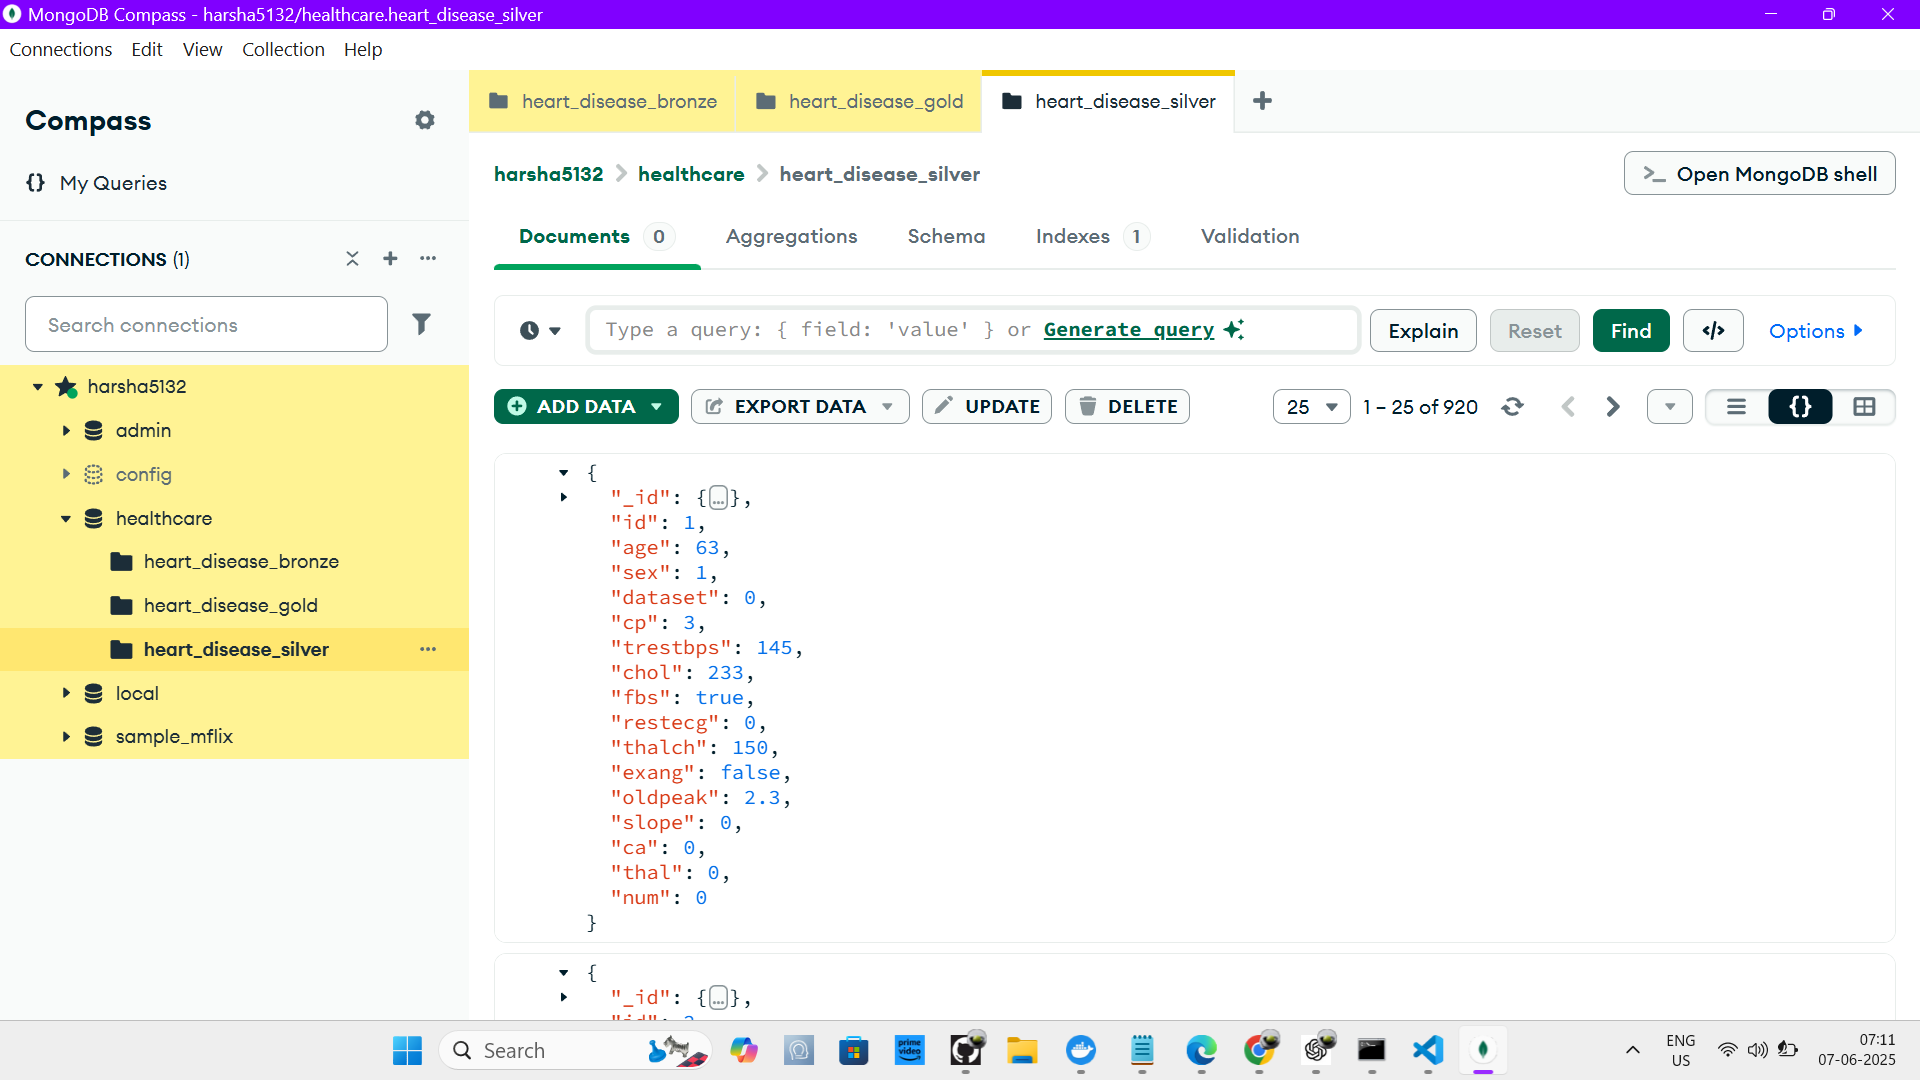 MongoDB Compass - harsha5132/healthcare.heart_disease_silver
Connections Edit View Collection Help
Compass
{} My Queries
CONNECTIONS (1)
Search connections
harsha5132
admin
config
healthcare
heart_disease_bronze
heart_disease_gold
heart_disease_silver
local
sample_mflix
heart_disease_bronze heart_disease_gold heart_disease_silver
harsha5132 > healthcare > heart_disease_silver
>_ Open MongoDB shell
Documents 0 Aggregations Schema Indexes 1 Validation
Type a query: { field: 'value' } or Generate query
Explain Reset Find </> Options
ADD DATA EXPORT DATA UPDATE DELETE 25 1 – 25 of 920 {}
{
"_id": {…},
"id": 1,
"age": 63,
"sex": 1,
"dataset": 0,
"cp": 3,
"trestbps": 145,
"chol": 233,
"fbs": true,
"restecg": 0,
"thalch": 150,
"exang": false,
"oldpeak": 2.3,
"slope": 0,
"ca": 0,
"thal": 0,
"num": 0
}
{
"_id": {…},
Search
prime video
ENG
US
07:11
07-06-2025